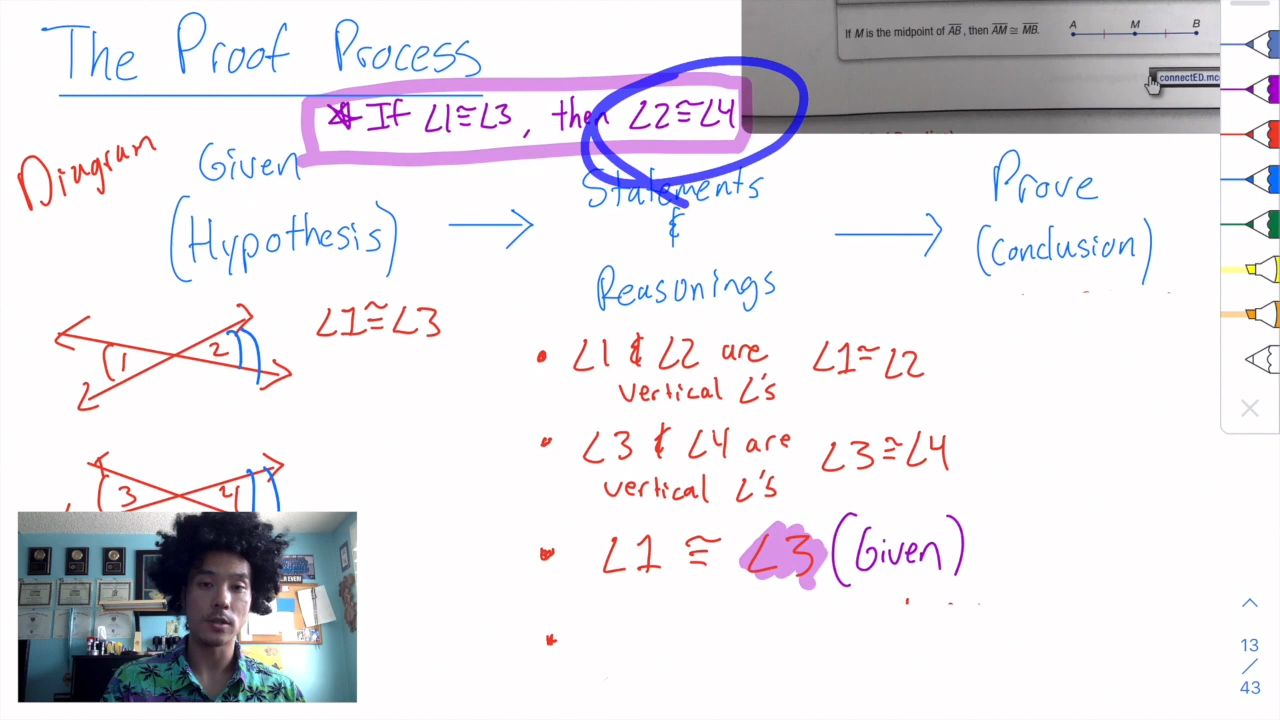 The Proof Process
If M is the midpoint of AB, then AM ≅ MB.
A M B
connectED.mc
* If ∠1≅∠3, then ∠2≅∠4
Diagram
Given
(Hypothesis)
Statements
&
Reasonings
Prove
(conclusion)
1 2
∠1≅∠3
3 4
• ∠1 & ∠2 are ∠1≅∠2
vertical ∠'s
• ∠3 & ∠4 are ∠3≅∠4
vertical ∠'s
• ∠1 ≅ ∠3 (Given)
•
13
/
43